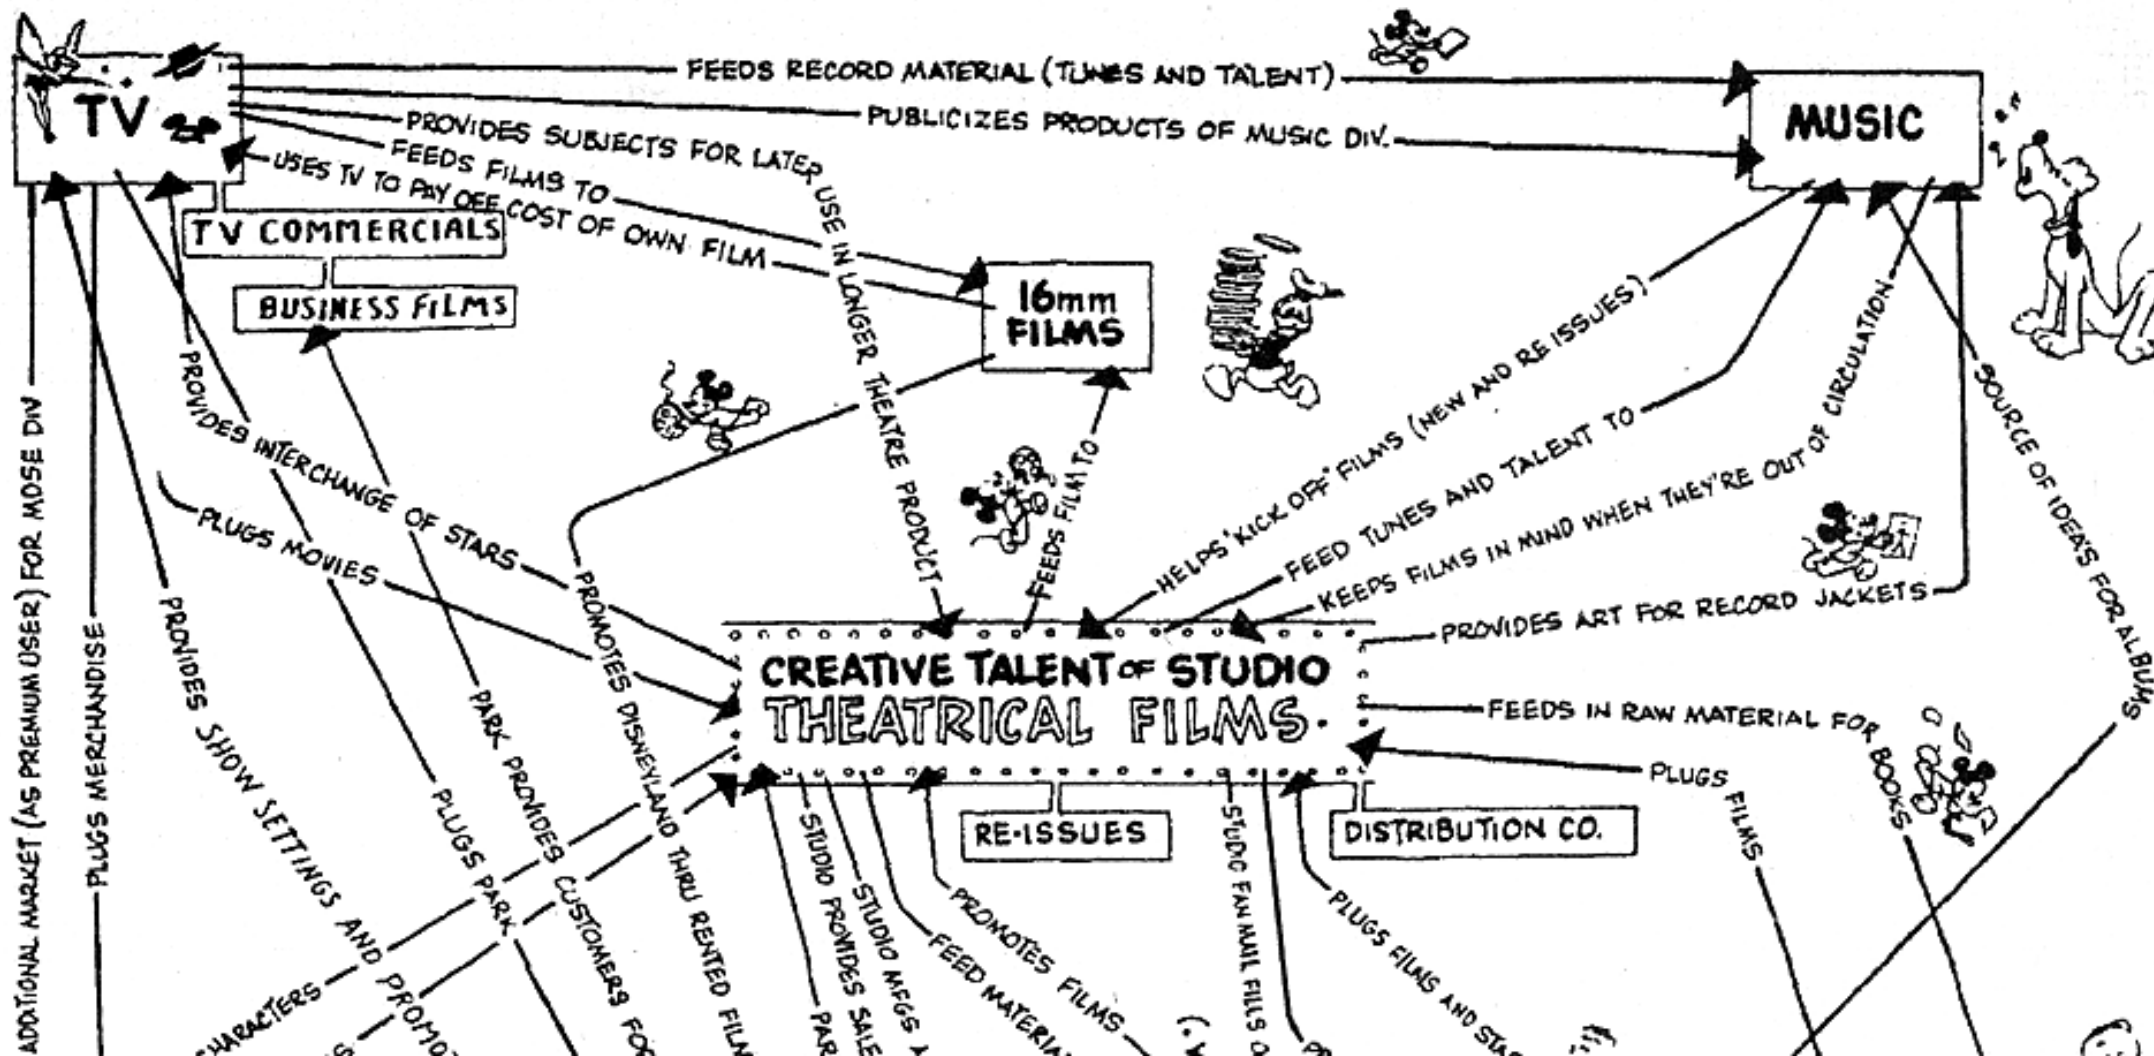 FEEDS RECORD MATERIAL (TUNES AND TALENT)
TV
MUSIC
PUBLICIZES PRODUCTS OF MUSIC DIV.
PROVIDES SUBJECTS FOR LATER USE IN LONGER THEATRE PRODUCT
FEEDS FILMS TO
USES TV TO PAY OFF COST OF OWN FILM
TV COMMERCIALS
BUSINESS FILMS
16mm
FILMS
PROVIDES INTERCHANGE OF STARS
PLUGS MOVIES
FEEDS FILM TO
HELPS "KICK OFF" FILMS (NEW AND RE ISSUES)
FEED TUNES AND TALENT TO
KEEPS FILMS IN MIND WHEN THEY'RE OUT OF CIRCULATION
PROVIDES ART FOR RECORD JACKETS
SOURCE OF IDEA'S FOR ALBUMS
ADDITIONAL MARKET (AS PREMIUM USER) FOR MDSE DIV
PLUGS MERCHANDISE
PROVIDES SHOW SETTINGS AND PROMOT
PLUGS PARK
PARK PROVIDES CUSTOMERS FOR
PROMOTES DISNEYLAND THRU RENTED FILM
CREATIVE TALENT OF STUDIO
THEATRICAL FILMS.
FEEDS IN RAW MATERIAL FOR BOOKS
PLUGS FILMS
RE-ISSUES
DISTRIBUTION CO.
CHARACTERS
PAR
STUDIO PROVIDES SALE
STUDIO MFGS
FEED MATERIAL
PROMOTES FILMS
STUDIO FAN MAIL FILLS
PLUGS FILMS AND STAR